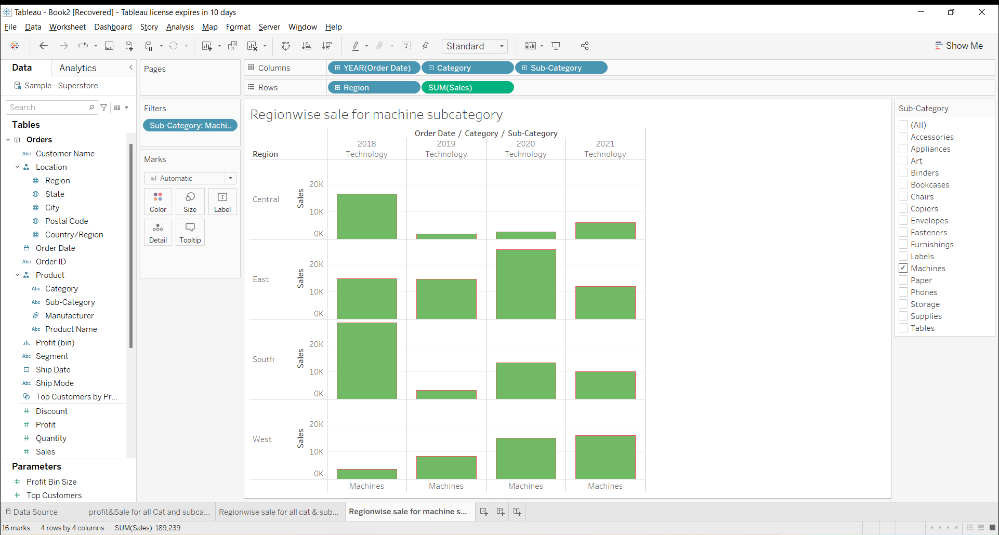 Tableau - Book2 [Recovered] - Tableau license expires in 10 days
File Data Worksheet Dashboard Story Analysis Map Format Server Window Help
Standard
Show Me
Data Analytics
Sample - Superstore
Search
Tables
Orders
Abc Customer Name
Location
Region
State
City
Postal Code
Country/Region
Order Date
Abc Order ID
Product
Abc Category
Abc Sub-Category
Manufacturer
Abc Product Name
Profit (bin)
Abc Segment
Ship Date
Abc Ship Mode
Top Customers by Pr...
# Discount
# Profit
# Quantity
# Sales
Parameters
# Profit Bin Size
# Top Customers
Pages
Filters
Sub-Category: Machi..
Marks
Automatic
Color Size Label
Detail Tooltip
Columns YEAR(Order Date) Category Sub-Category
Rows Region SUM(Sales)
Regionwise sale for machine subcategory
Order Date / Category / Sub-Category
2018 2019 2020 2021
Region Technology Technology Technology Technology
Central
Sales
20K
10K
0K
East
Sales
20K
10K
0K
South
Sales
20K
10K
0K
West
Sales
20K
10K
0K
Machines Machines Machines Machines
Sub-Category
(All)
Accessories
Appliances
Art
Binders
Bookcases
Chairs
Copiers
Envelopes
Fasteners
Furnishings
Labels
Machines
Paper
Phones
Storage
Supplies
Tables
Data Source profit&Sale for all Cat and subca... Regionwise sale for all cat & sub... Regionwise sale for machine s...
16 marks 4 rows by 4 columns SUM(Sales): 189,239